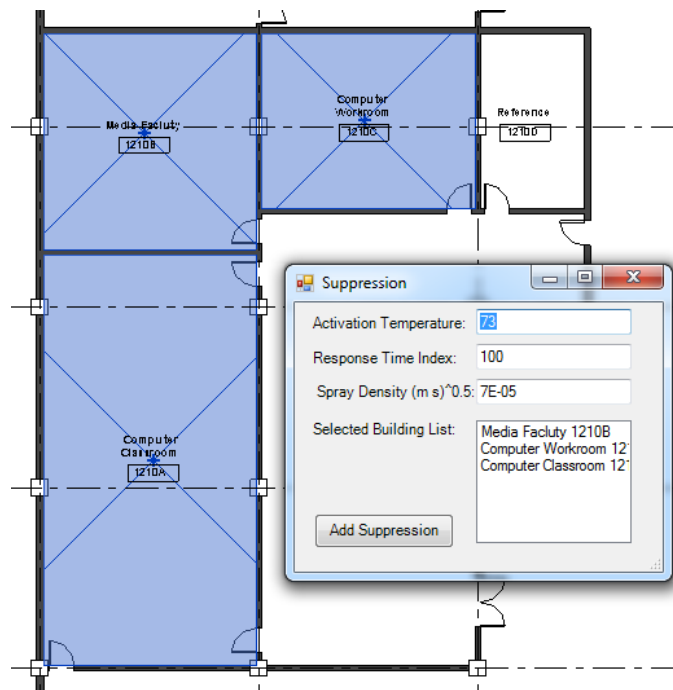 Media Facluty
1210B
Computer
Workroom
1210C
Reference
1210D
Computer
Classroom
1210A
Suppression
Activation Temperature: 73
Response Time Index: 100
Spray Density (m s)^0.5: 7E-05
Selected Building List:
Media Facluty 1210B
Computer Workroom 12
Computer Classroom 12
Add Suppression